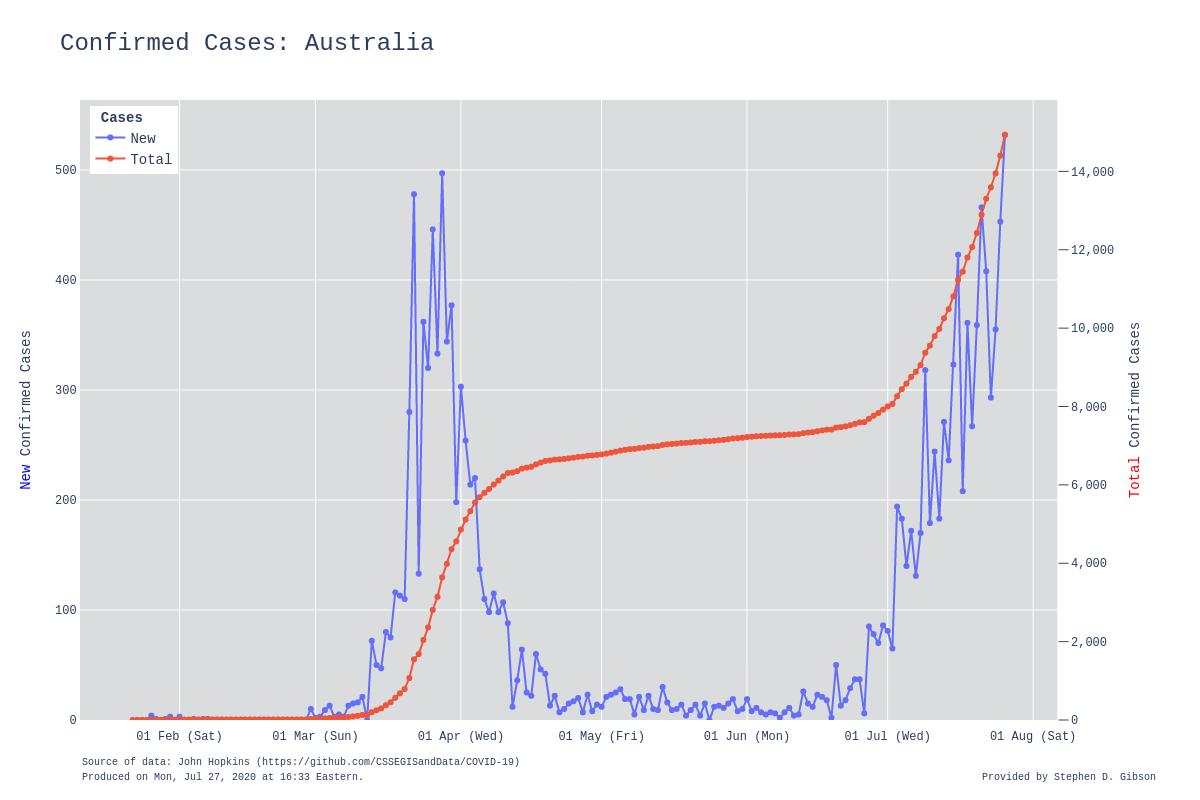 Confirmed Cases: Australia
Cases
New
Total
500
400
300
200
100
0
14,000
12,000
10,000
8,000
6,000
4,000
2,000
0
New Confirmed Cases
Total Confirmed Cases
01 Feb (Sat)
01 Mar (Sun)
01 Apr (Wed)
01 May (Fri)
01 Jun (Mon)
01 Jul (Wed)
01 Aug (Sat)
Source of data: John Hopkins (https://github.com/CSSEGISandData/COVID-19)
Produced on Mon, Jul 27, 2020 at 16:33 Eastern.
Provided by Stephen D. Gibson